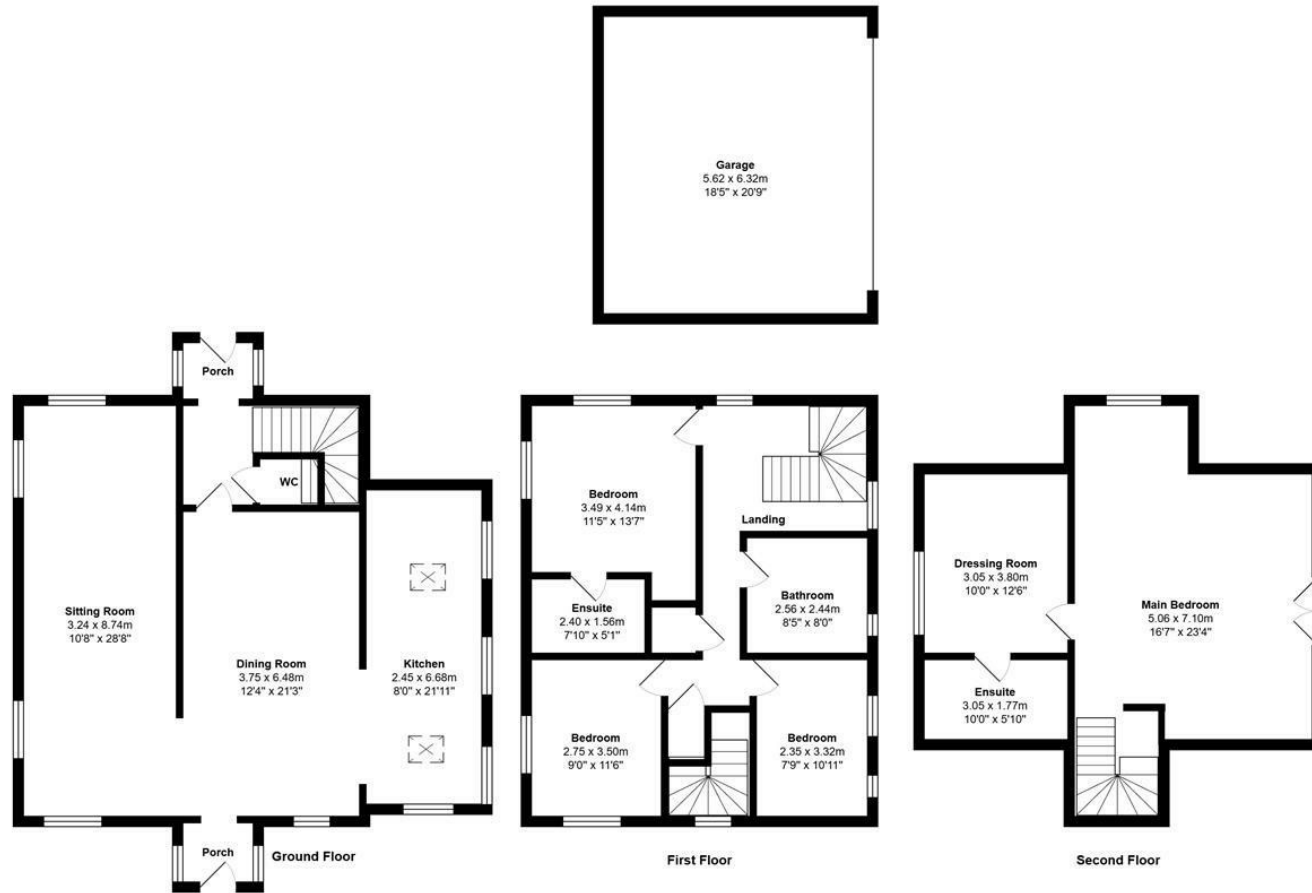 Garage
5.62 x 6.32m
18'5" x 20'9"
Porch
WC
Sitting Room
3.24 x 8.74m
10'8" x 28'8"
Dining Room
3.75 x 6.48m
12'4" x 21'3"
Kitchen
2.45 x 6.68m
8'0" x 21'11"
Porch
Ground Floor
Bedroom
3.49 x 4.14m
11'5" x 13'7"
Landing
Ensuite
2.40 x 1.56m
7'10" x 5'1"
Bathroom
2.56 x 2.44m
8'5" x 8'0"
Bedroom
2.75 x 3.50m
9'0" x 11'6"
Bedroom
2.35 x 3.32m
7'9" x 10'11"
First Floor
Dressing Room
3.05 x 3.80m
10'0" x 12'6"
Main Bedroom
5.06 x 7.10m
16'7" x 23'4"
Ensuite
3.05 x 1.77m
10'0" x 5'10"
Second Floor